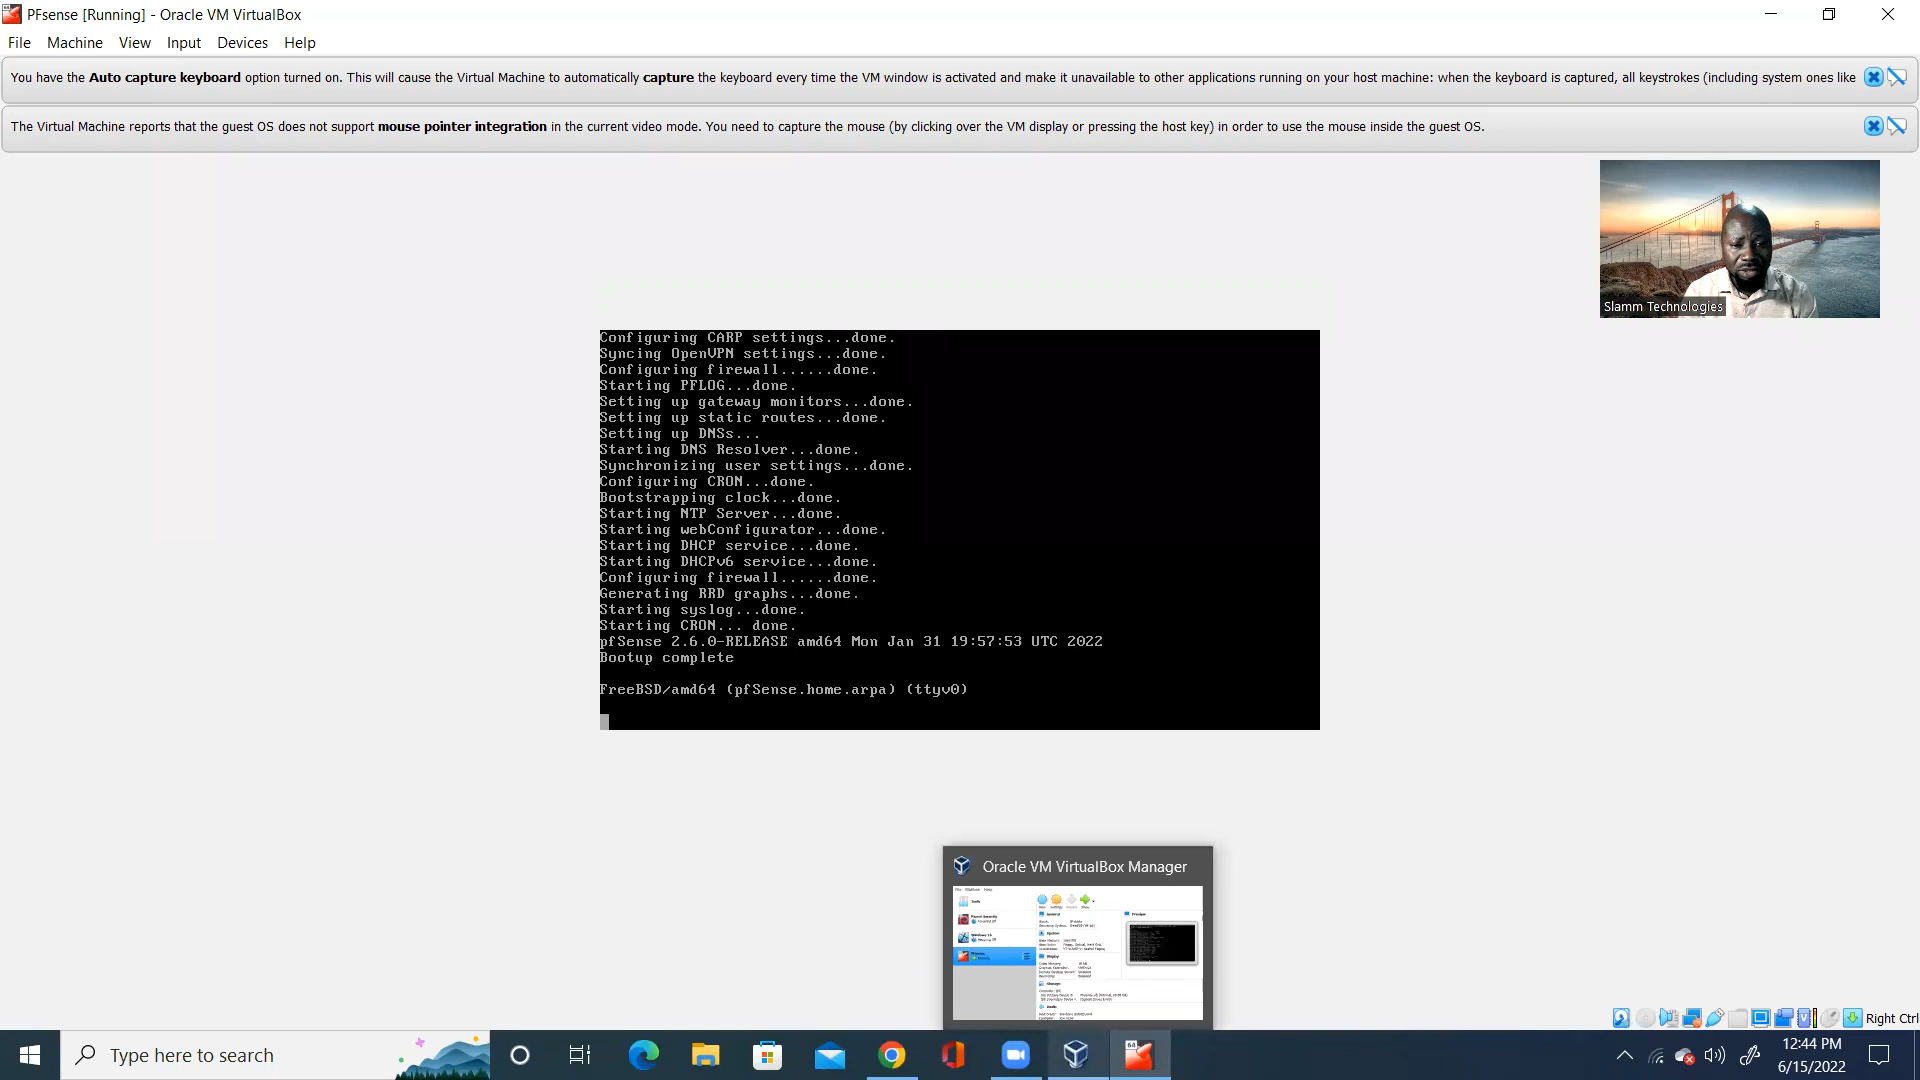 PFsense [Running] - Oracle VM VirtualBox
File Machine View Input Devices Help
You have the Auto capture keyboard option turned on. This will cause the Virtual Machine to automatically capture the keyboard every time the VM window is activated and make it unavailable to other applications running on your host machine: when the keyboard is captured, all keystrokes (including system ones like
The Virtual Machine reports that the guest OS does not support mouse pointer integration in the current video mode. You need to capture the mouse (by clicking over the VM display or pressing the host key) in order to use the mouse inside the guest OS.
Slamm Technologies
Configuring CARP settings...done.
Syncing OpenVPN settings...done.
Configuring firewall......done.
Starting PFLOG...done.
Setting up gateway monitors...done.
Setting up static routes...done.
Setting up DNSs...
Starting DNS Resolver...done.
Synchronizing user settings...done.
Configuring CRON...done.
Bootstrapping clock...done.
Starting NTP Server...done.
Starting webConfigurator...done.
Starting DHCP service...done.
Starting DHCPv6 service...done.
Configuring firewall......done.
Generating RRD graphs...done.
Starting syslog...done.
Starting CRON... done.
pfSense 2.6.0-RELEASE amd64 Mon Jan 31 19:57:53 UTC 2022
Bootup complete
FreeBSD/amd64 (pfSense.home.arpa) (ttyv0)
Oracle VM VirtualBox Manager
Right Ctrl
Type here to search
64
12:44 PM
6/15/2022